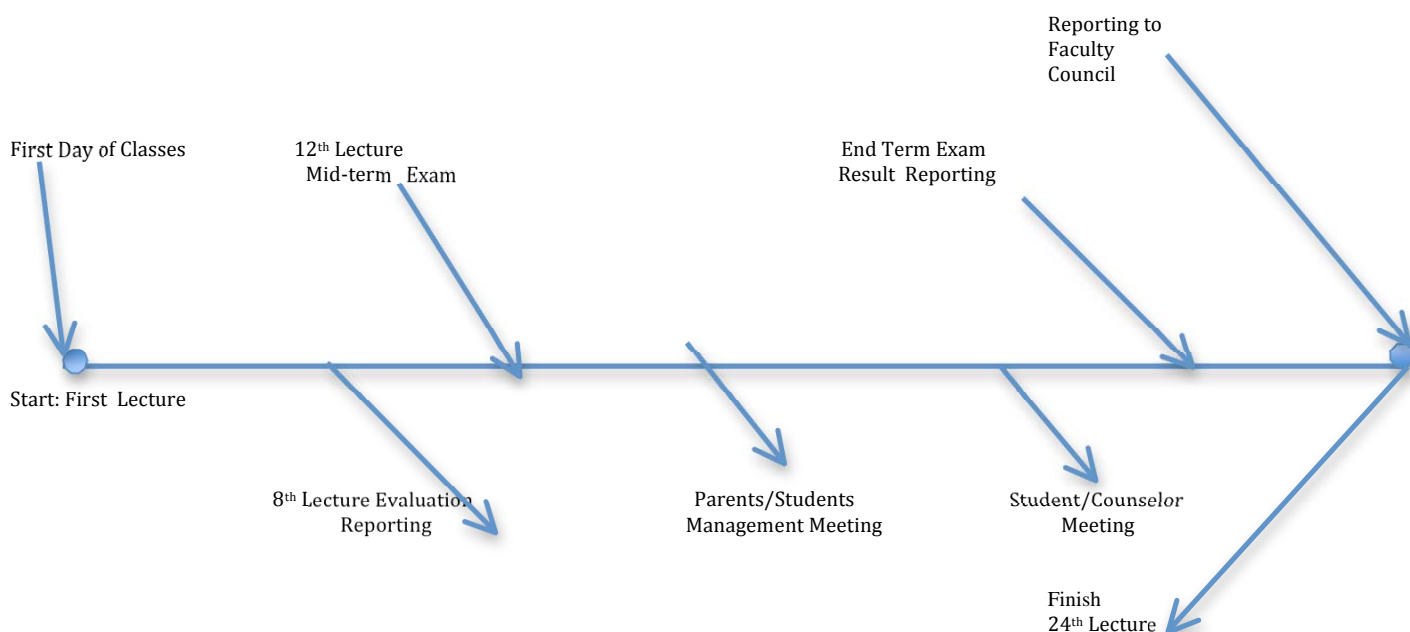 Reporting to
Faculty
Council
First Day of Classes
12th Lecture
Mid-term Exam
End Term Exam
Result Reporting
Start: First Lecture
8th Lecture Evaluation
Reporting
Parents/Students
Management Meeting
Student/Counselor
Meeting
Finish
24th Lecture